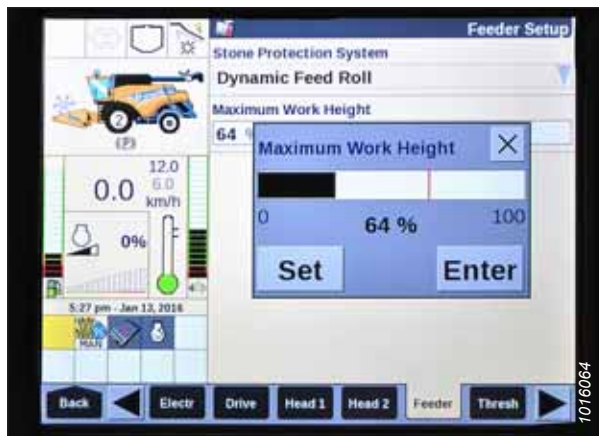 Feeder Setup
Stone Protection System
Dynamic Feed Roll
Maximum Work Height
64 %
Maximum Work Height
0
64 %
100
Set
Enter
2
(P)
12.0
6.0
0.0
km/h
0%
5:27 pm - Jan 13, 2016
MAN
Back
Electr
Drive
Head 1
Head 2
Feeder
Thresh
1016064